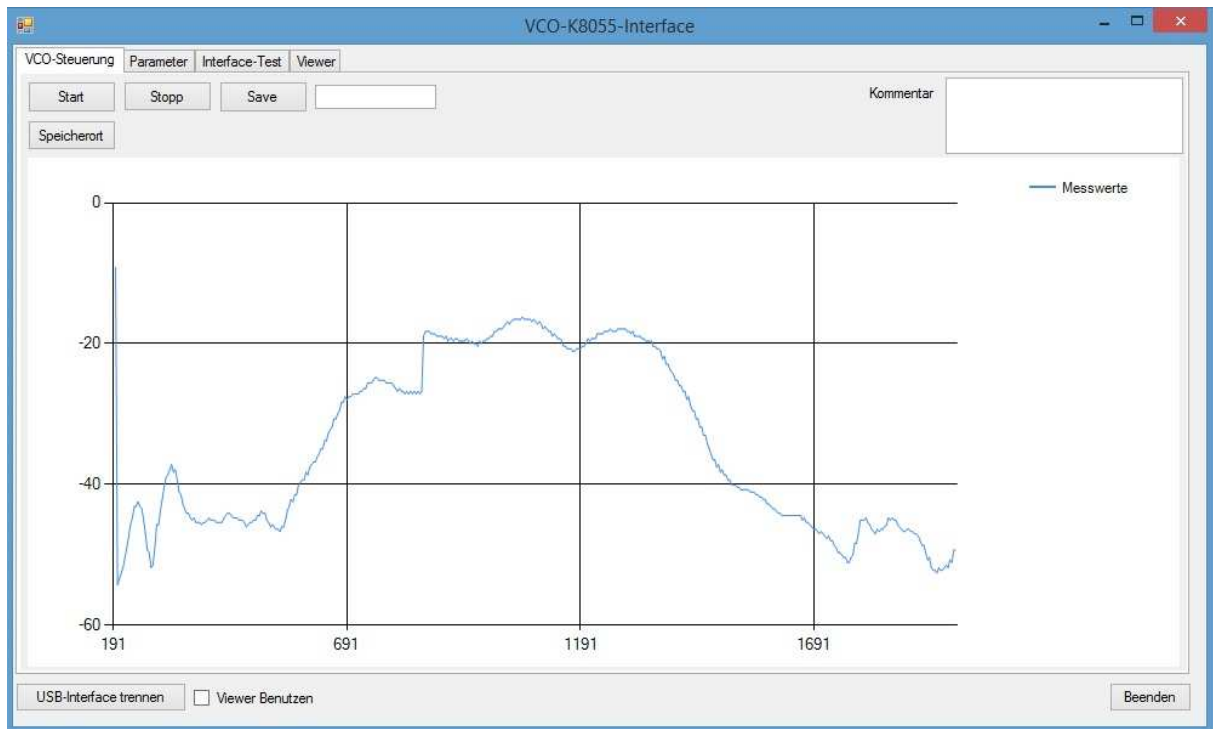 VCO-K8055-Interface
VCO-Steuerung Parameter Interface-Test Viewer
Start Stopp Save Kommentar
Speicherort
Messwerte
0
-20
-40
-60
191 691 1191 1691
USB-Interface trennen Viewer Benutzen Beenden